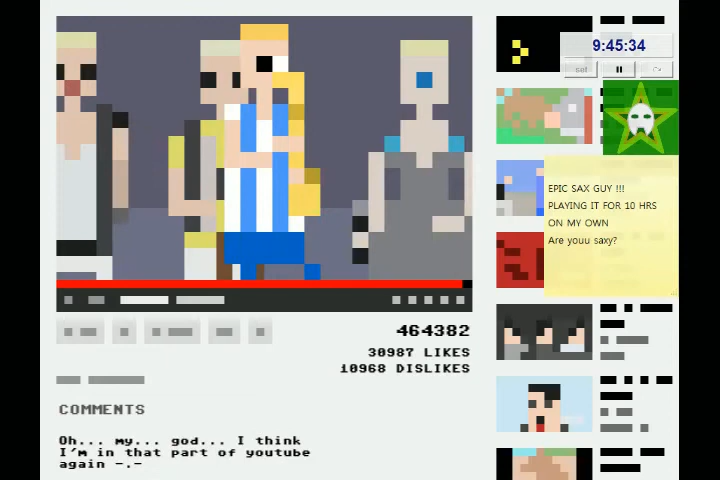 9:45:34
set
EPIC SAX GUY !!!
PLAYING IT FOR 10 HRS
ON MY OWN
Are youu saxy?
464382
30987 LIKES
10968 DISLIKES
COMMENTS
Oh... my... god... I think
I'm in that part of youtube
again -.-